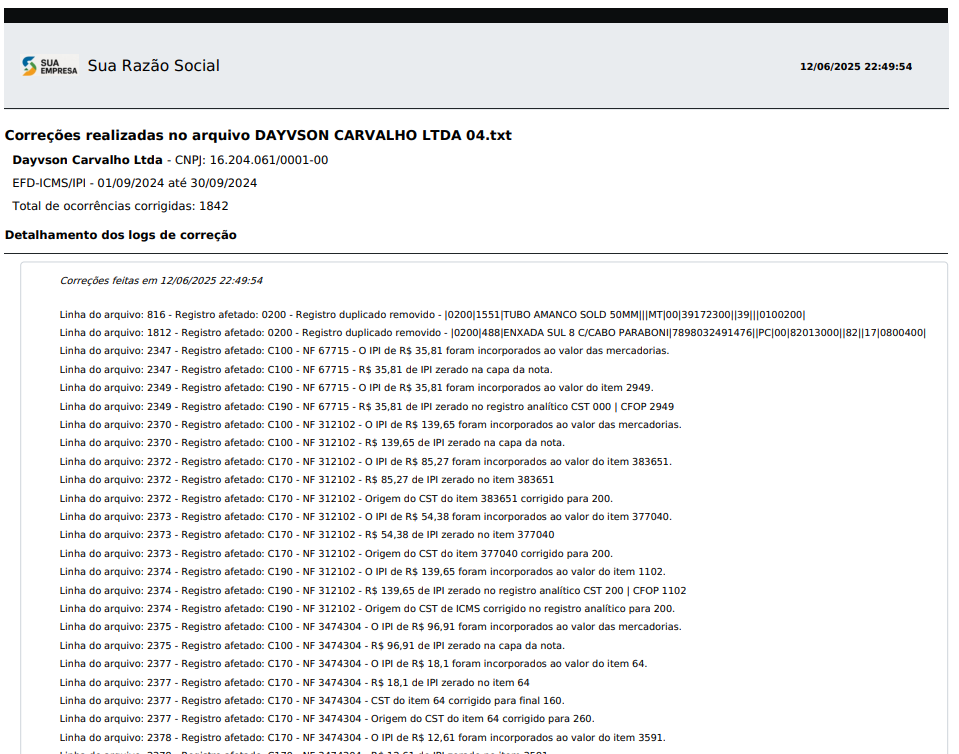 SUA
EMPRESA
Sua Razão Social
12/06/2025 22:49:54
Correções realizadas no arquivo DAYVSON CARVALHO LTDA 04.txt
Dayvson Carvalho Ltda - CNPJ: 16.204.061/0001-00
EFD-ICMS/IPI - 01/09/2024 até 30/09/2024
Total de ocorrências corrigidas: 1842
Detalhamento dos logs de correção
Correções feitas em 12/06/2025 22:49:54
Linha do arquivo: 816 - Registro afetado: 0200 - Registro duplicado removido - |0200|1551|TUBO AMANCO SOLD 50MM|||MT|00|39172300||39|||0100200|
Linha do arquivo: 1812 - Registro afetado: 0200 - Registro duplicado removido - |0200|488|ENXADA SUL 8 C/CABO PARABONI|7898032491476||PC|00|82013000||82||17|0800400|
Linha do arquivo: 2347 - Registro afetado: C100 - NF 67715 - O IPI de R$ 35,81 foram incorporados ao valor das mercadorias.
Linha do arquivo: 2347 - Registro afetado: C100 - NF 67715 - R$ 35,81 de IPI zerado na capa da nota.
Linha do arquivo: 2349 - Registro afetado: C190 - NF 67715 - O IPI de R$ 35,81 foram incorporados ao valor do item 2949.
Linha do arquivo: 2349 - Registro afetado: C190 - NF 67715 - R$ 35,81 de IPI zerado no registro analítico CST 000 | CFOP 2949
Linha do arquivo: 2370 - Registro afetado: C100 - NF 312102 - O IPI de R$ 139,65 foram incorporados ao valor das mercadorias.
Linha do arquivo: 2370 - Registro afetado: C100 - NF 312102 - R$ 139,65 de IPI zerado na capa da nota.
Linha do arquivo: 2372 - Registro afetado: C170 - NF 312102 - O IPI de R$ 85,27 foram incorporados ao valor do item 383651.
Linha do arquivo: 2372 - Registro afetado: C170 - NF 312102 - R$ 85,27 de IPI zerado no item 383651
Linha do arquivo: 2372 - Registro afetado: C170 - NF 312102 - Origem do CST do item 383651 corrigido para 200.
Linha do arquivo: 2373 - Registro afetado: C170 - NF 312102 - O IPI de R$ 54,38 foram incorporados ao valor do item 377040.
Linha do arquivo: 2373 - Registro afetado: C170 - NF 312102 - R$ 54,38 de IPI zerado no item 377040
Linha do arquivo: 2373 - Registro afetado: C170 - NF 312102 - Origem do CST do item 377040 corrigido para 200.
Linha do arquivo: 2374 - Registro afetado: C190 - NF 312102 - O IPI de R$ 139,65 foram incorporados ao valor do item 1102.
Linha do arquivo: 2374 - Registro afetado: C190 - NF 312102 - R$ 139,65 de IPI zerado no registro analítico CST 200 | CFOP 1102
Linha do arquivo: 2374 - Registro afetado: C190 - NF 312102 - Origem do CST de ICMS corrigido no registro analítico para 200.
Linha do arquivo: 2375 - Registro afetado: C100 - NF 3474304 - O IPI de R$ 96,91 foram incorporados ao valor das mercadorias.
Linha do arquivo: 2375 - Registro afetado: C100 - NF 3474304 - R$ 96,91 de IPI zerado na capa da nota.
Linha do arquivo: 2377 - Registro afetado: C170 - NF 3474304 - O IPI de R$ 18,1 foram incorporados ao valor do item 64.
Linha do arquivo: 2377 - Registro afetado: C170 - NF 3474304 - R$ 18,1 de IPI zerado no item 64
Linha do arquivo: 2377 - Registro afetado: C170 - NF 3474304 - CST do item 64 corrigido para final 160.
Linha do arquivo: 2377 - Registro afetado: C170 - NF 3474304 - Origem do CST do item 64 corrigido para 260.
Linha do arquivo: 2378 - Registro afetado: C170 - NF 3474304 - O IPI de R$ 12,61 foram incorporados ao valor do item 3591.